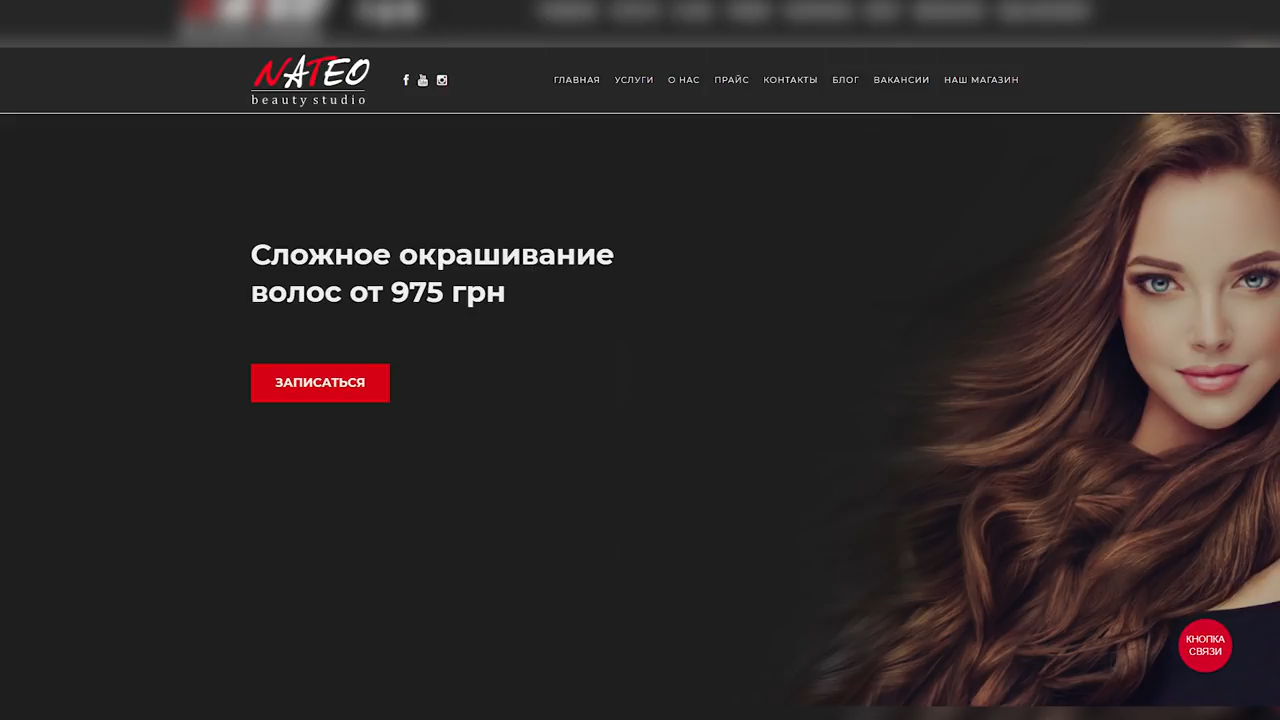 NATEO
beauty studio
ГЛАВНАЯ УСЛУГИ О НАС ПРАЙС КОНТАКТЫ БЛОГ ВАКАНСИИ НАШ МАГАЗИН
Сложное окрашивание
волос от 975 грн
ЗАПИСАТЬСЯ
КНОПКА
СВЯЗИ